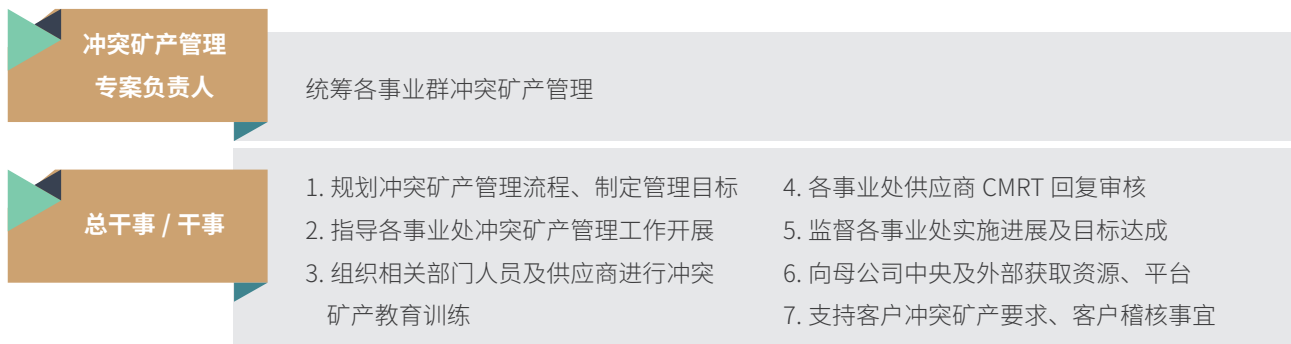 冲突矿产管理
专案负责人
统筹各事业群冲突矿产管理
总干事 / 干事
1. 规划冲突矿产管理流程、制定管理目标
2. 指导各事业处冲突矿产管理工作开展
3. 组织相关部门人员及供应商进行冲突
矿产教育训练
4. 各事业处供应商 CMRT 回复审核
5. 监督各事业处实施进展及目标达成
6. 向母公司中央及外部获取资源、平台
7. 支持客户冲突矿产要求、客户稽核事宜